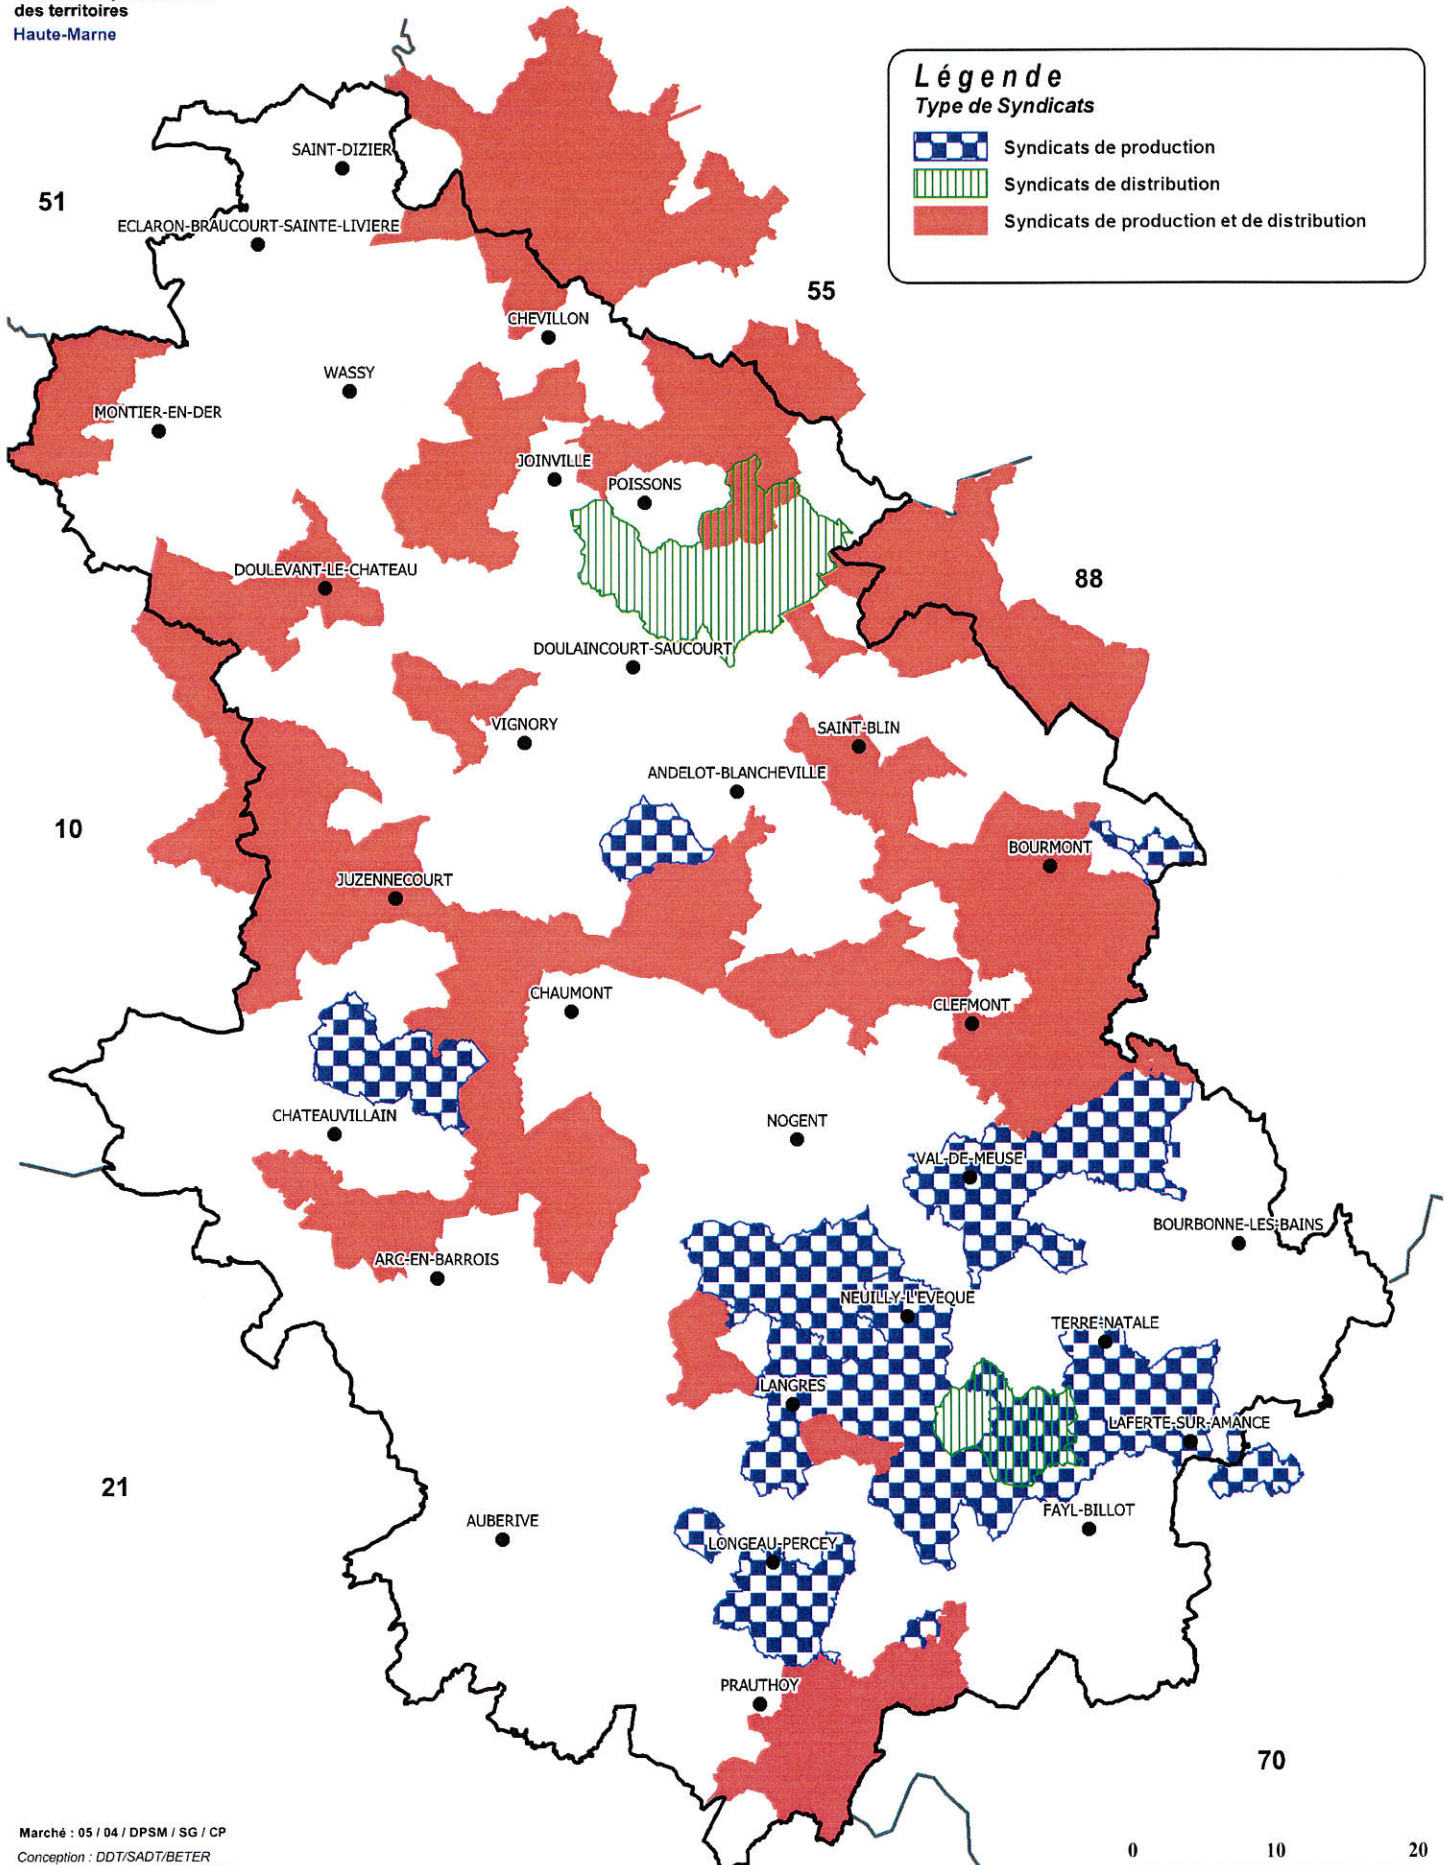 des territoires
Haute-Marne
Légende
Type de Syndicats
Syndicats de production
Syndicats de distribution
Syndicats de production et de distribution
51
SAINT-DIZIER
ECLARON-BRAUCOURT-SAINTE-LIVIERE
55
CHEVILLON
WASSY
MONTIER-EN-DER
JOINVILLE
POISSONS
DOULEVANT-LE-CHATEAU
88
DOULAINCOURT-SAUCOURT
VIGNORY
SAINT-BLIN
ANDELOT-BLANCHEVILLE
10
BOURMONT
JUZENNECOURT
CHAUMONT
CLEFMONT
CHATEAUVILLAIN
NOGENT
VAL-DE-MEUSE
BOURBONNE-LES-BAINS
ARC-EN-BARROIS
NEUILLY-L'EVEQUE
TERRE-NATALE
LANGRES
LAFERTE-SUR-AMANCE
21
AUBERIVE
FAYL-BILLOT
LONGEAU-PERCEY
PRAUTHOY
70
Marché : 05 / 04 / DPSM / SG / CP
Conception : DDT/SADT/BETER
0 10 20